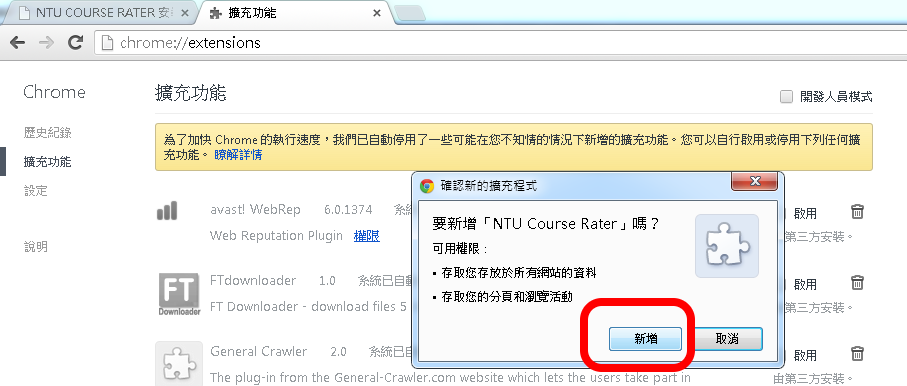 NTU COURSE RATER 安
擴充功能
chrome://extensions
Chrome
擴充功能
開發人員模式
歷史紀錄
擴充功能
設定
說明
為了加快 Chrome 的執行速度，我們已自動停用了一些可能在您不知情的情況下新增的擴充功能。您可以自行啟用或停用下列任何擴
充功能。 瞭解詳情
avast! WebRep 6.0.1374 系統
啟用
Web Reputation Plugin 權限
第三方安裝。
FTdownloader 1.0 系統已自動
啟用
FT Downloader
FT Downloader - download files 5
第三方安裝。
General Crawler 2.0 系統已自動
啟用
The plug-in from the General-Crawler.com website which lets the users take part in
由第三方安裝。
確認新的擴充程式
要新增「NTU Course Rater」嗎？
可用權限：
• 存取您存放於所有網站的資料
• 存取您的分頁和瀏覽活動
新增
取消